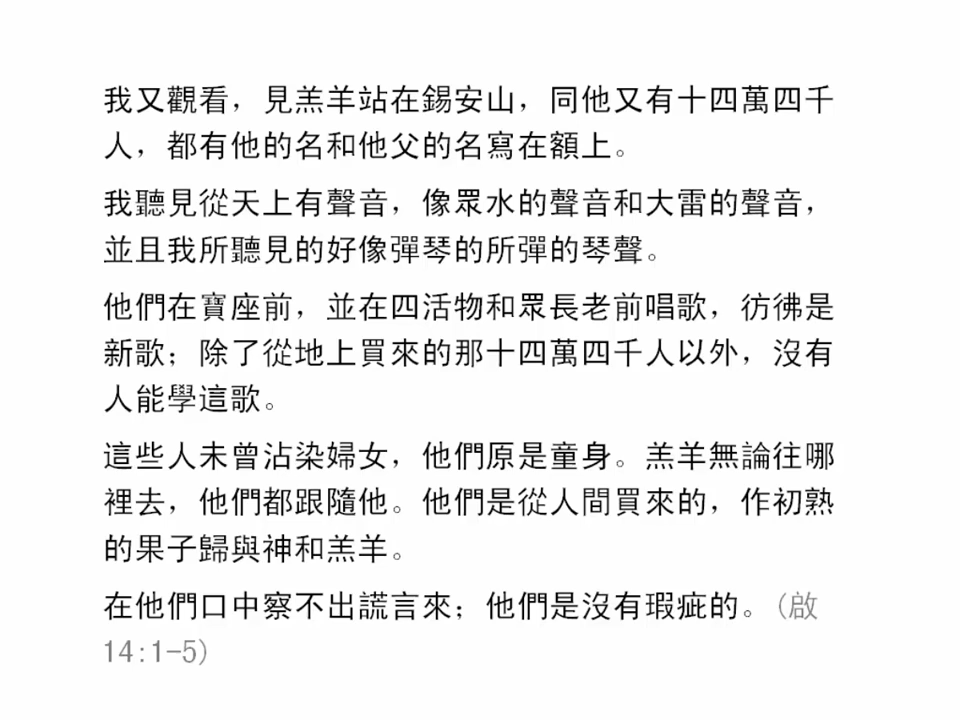 我又觀看，見羔羊站在錫安山，同他又有十四萬四千
人，都有他的名和他父的名寫在額上。
我聽見從天上有聲音，像眾水的聲音和大雷的聲音，
並且我所聽見的好像彈琴的所彈的琴聲。
他們在寶座前，並在四活物和眾長老前唱歌，彷彿是
新歌；除了從地上買來的那十四萬四千人以外，沒有
人能學這歌。
這些人未曾沾染婦女，他們原是童身。羔羊無論往哪
裡去，他們都跟隨他。他們是從人間買來的，作初熟
的果子歸與神和羔羊。
在他們口中察不出謊言來；他們是沒有瑕疵的。(啟
14:1-5)